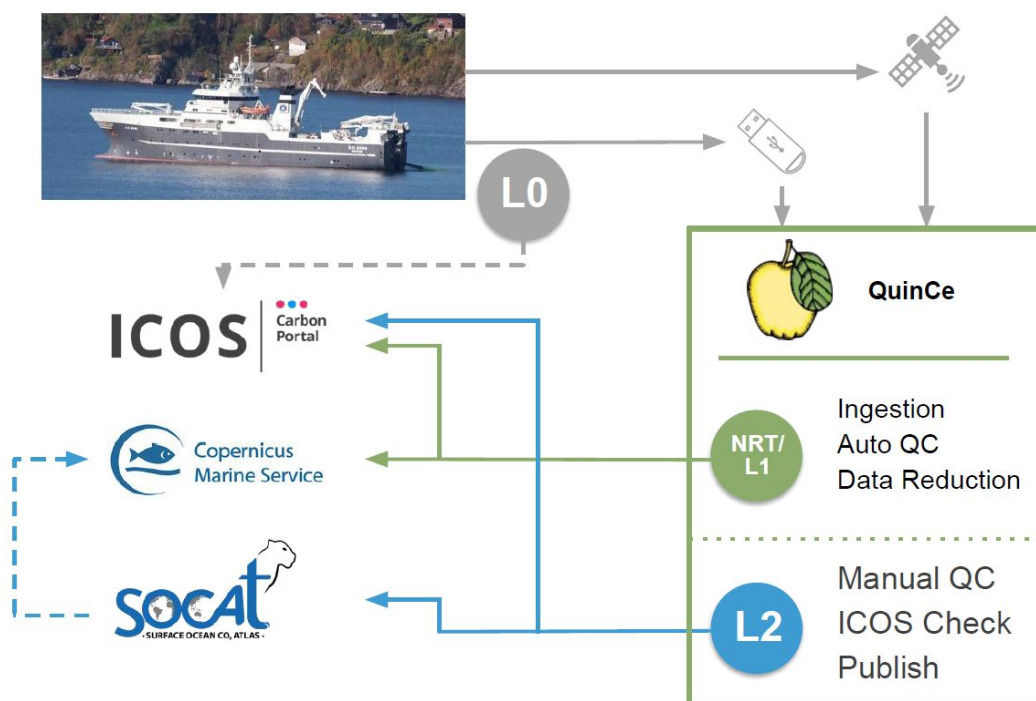 L0
QuinCe
ICOS
Carbon
Portal
NRT/
L1
Ingestion
Auto QC
Data Reduction
Copernicus
Marine Service
SOCAt
•SURFACE OCEAN CO₂ ATLAS•
L2
Manual QC
ICOS Check
Publish